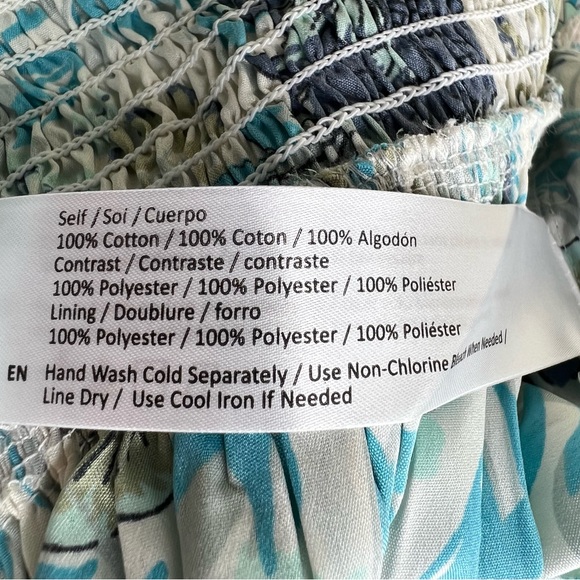 Self / Soi / Cuerpo
100% Cotton / 100% Coton / 100% Algodón
Contrast / Contraste / contraste
100% Polyester / 100% Polyester / 100% Poliéster
Lining / Doublure / forro
100% Polyester / 100% Polyester / 100% Poliéster
EN Hand Wash Cold Separately / Use Non-Chlorine Bleach When Needed /
Line Dry / Use Cool Iron If Needed